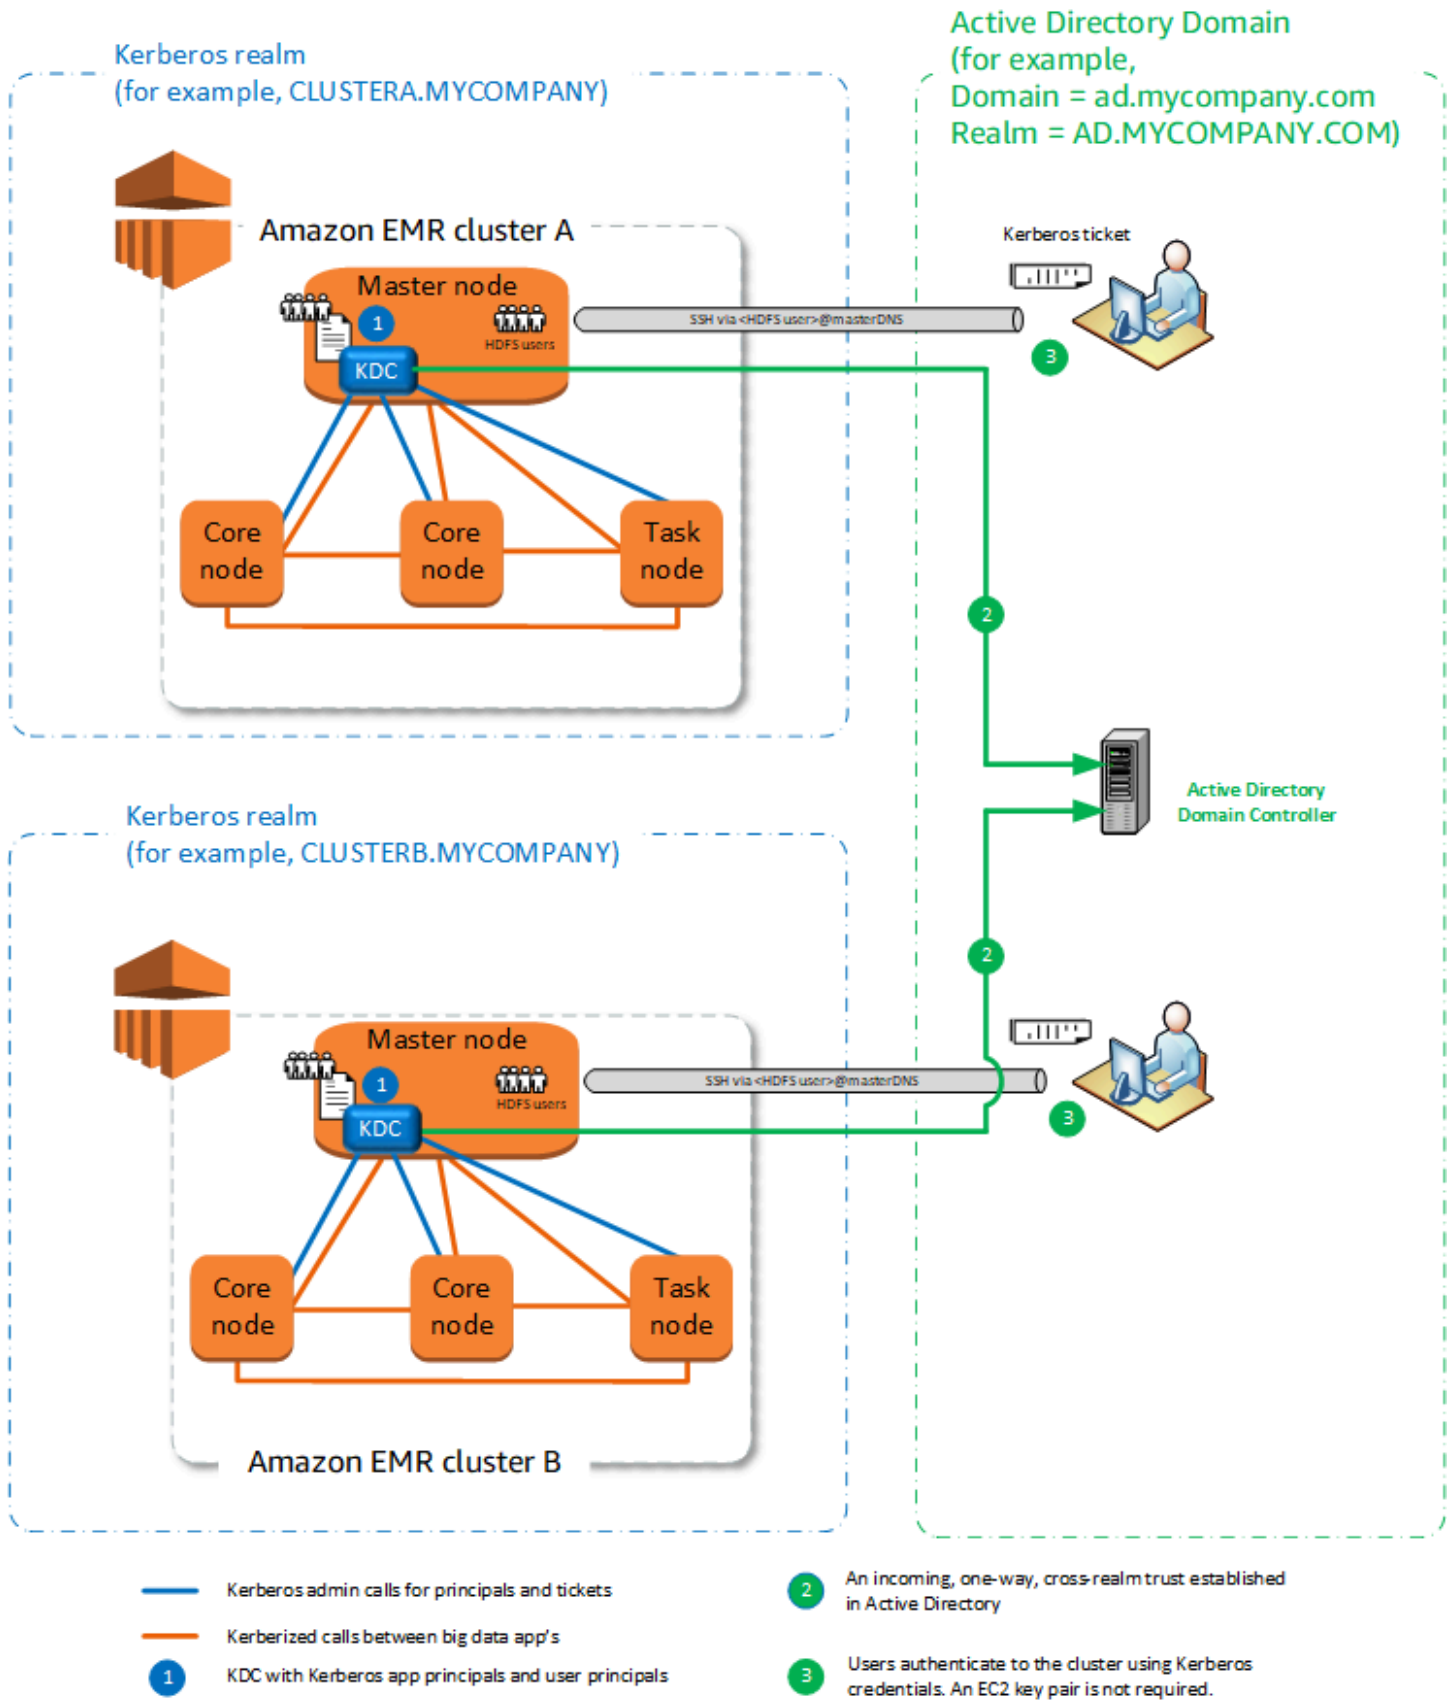 Active Directory Domain
(for example,
Domain = ad.mycompany.com
Realm = AD.MYCOMPANY.COM)
Kerberos realm
(for example, CLUSTERA.MYCOMPANY)
Amazon EMR cluster A
Master node
1
HDFS users
KDC
SSH via <HDFS user>@masterDNS
Kerberos ticket
3
Core
node
Core
node
Task
node
2
Active Directory
Domain Controller
Kerberos realm
(for example, CLUSTERB.MYCOMPANY)
2
Master node
1
HDFS users
KDC
SSH via <HDFS user>@masterDNS
3
Core
node
Core
node
Task
node
Amazon EMR cluster B
Kerberos admin calls for principals and tickets
Kerberized calls between big data app's
1 KDC with Kerberos app principals and user principals
2 An incoming, one-way, cross-realm trust established
in Active Directory
3 Users authenticate to the cluster using Kerberos
credentials. An EC2 key pair is not required.